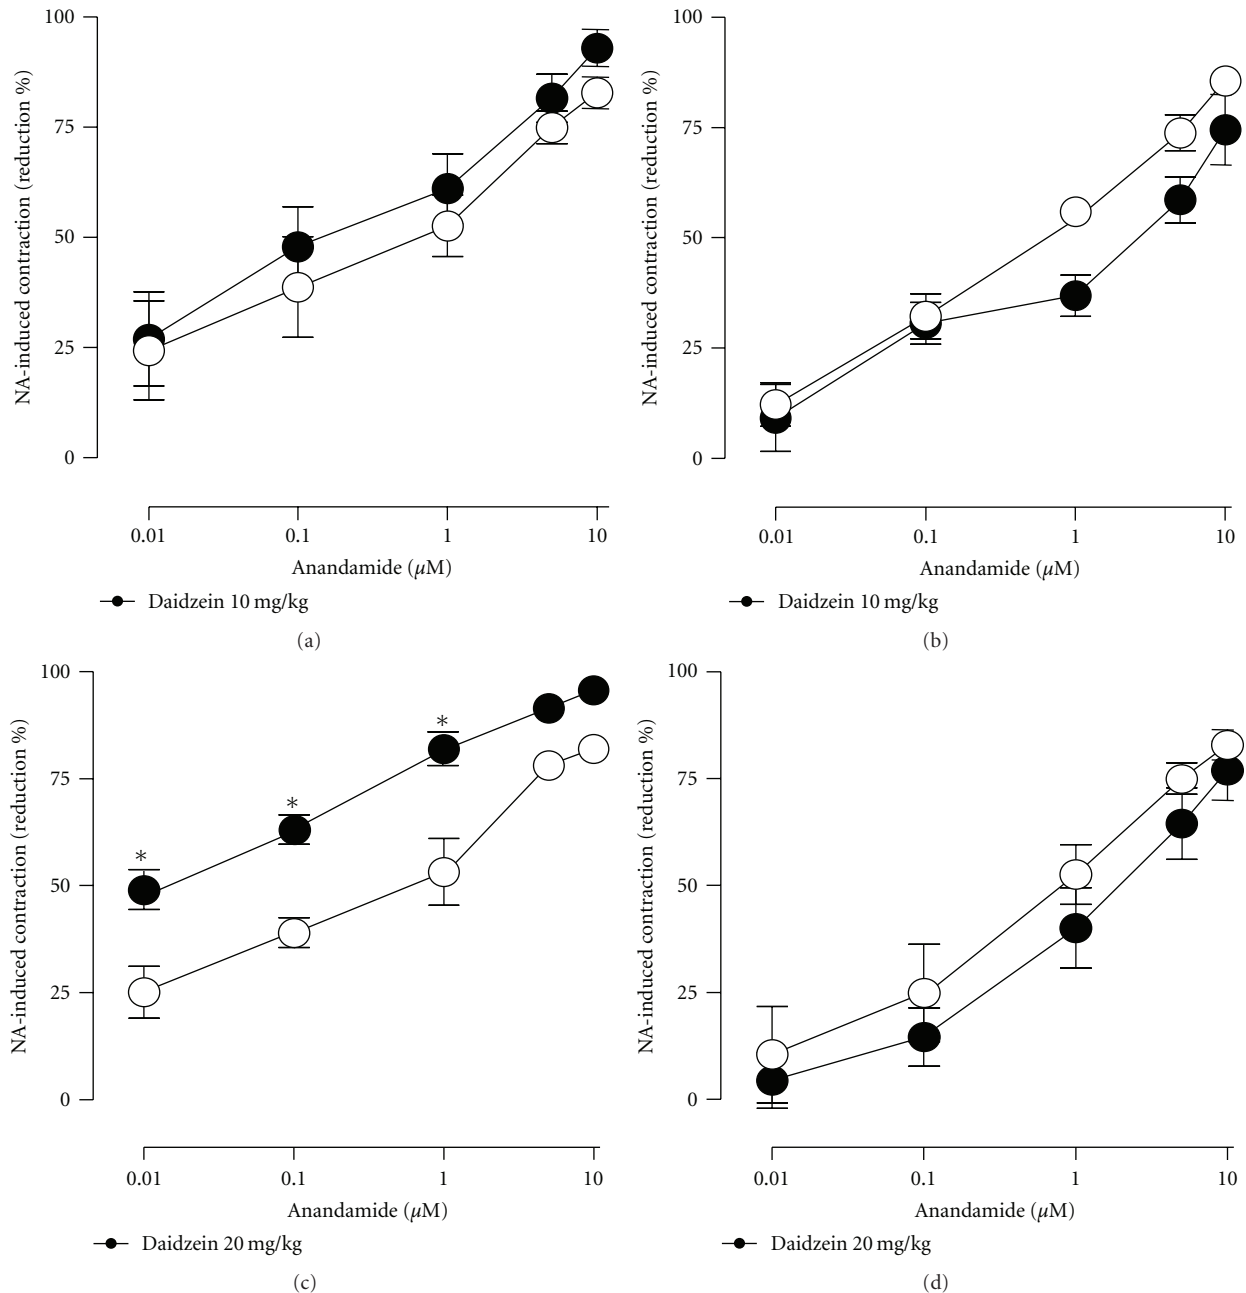 100
75
50
25
0
NA-induced contraction (reduction %)
0.01 0.1 1 10
Anandamide (μM)
Daidzein 10 mg/kg
(a)
100
75
50
25
0
NA-induced contraction (reduction %)
0.01 0.1 1 10
Anandamide (μM)
Daidzein 10 mg/kg
(b)
100
75
50
25
0
NA-induced contraction (reduction %)
*
*
*
0.01 0.1 1 10
Anandamide (μM)
Daidzein 20 mg/kg
(c)
100
75
50
25
0
NA-induced contraction (reduction %)
0.01 0.1 1 10
Anandamide (μM)
Daidzein 20 mg/kg
(d)